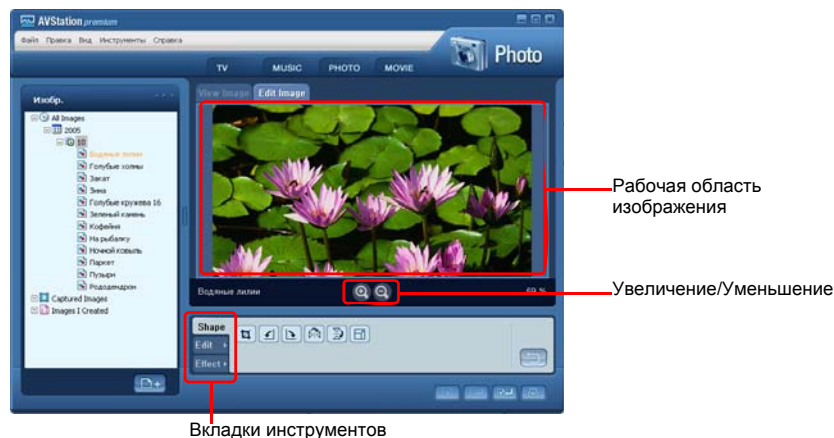 AVStation premium
Файл Правка Вид Инструменты Справка
Photo
TV MUSIC PHOTO MOVIE
Изобр.
View Image Edit Image
All Images
2005
10
Водяные лилии
Голубые холмы
Закат
Зима
Голубые кружева 16
Зеленый камень
Кофейня
На рыбалку
Ночной ковыль
Паркет
Пузыри
Рододендрон
Captured Images
Images I Created
Рабочая область
изображения
Водяные лилии
69 %
Увеличение/Уменьшение
Shape
Edit
Effect
Вкладки инструментов